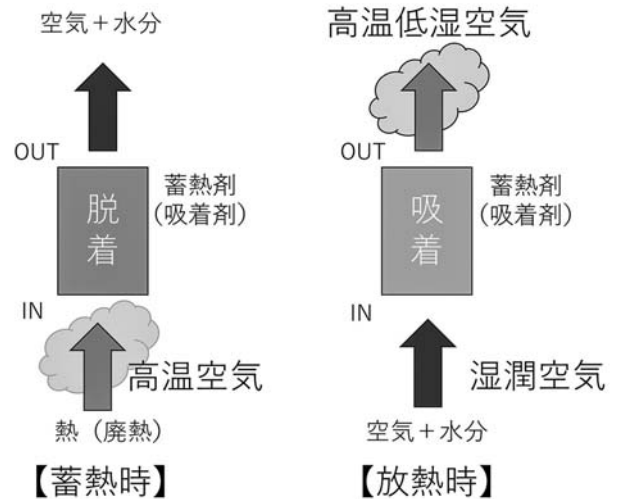 空気＋水分
OUT
脱着
蓄熱剤
（吸着剤）
IN
高温空気
熱（廃熱）
【蓄熱時】
高温低湿空気
OUT
吸着
蓄熱剤
（吸着剤）
IN
湿潤空気
空気＋水分
【放熱時】